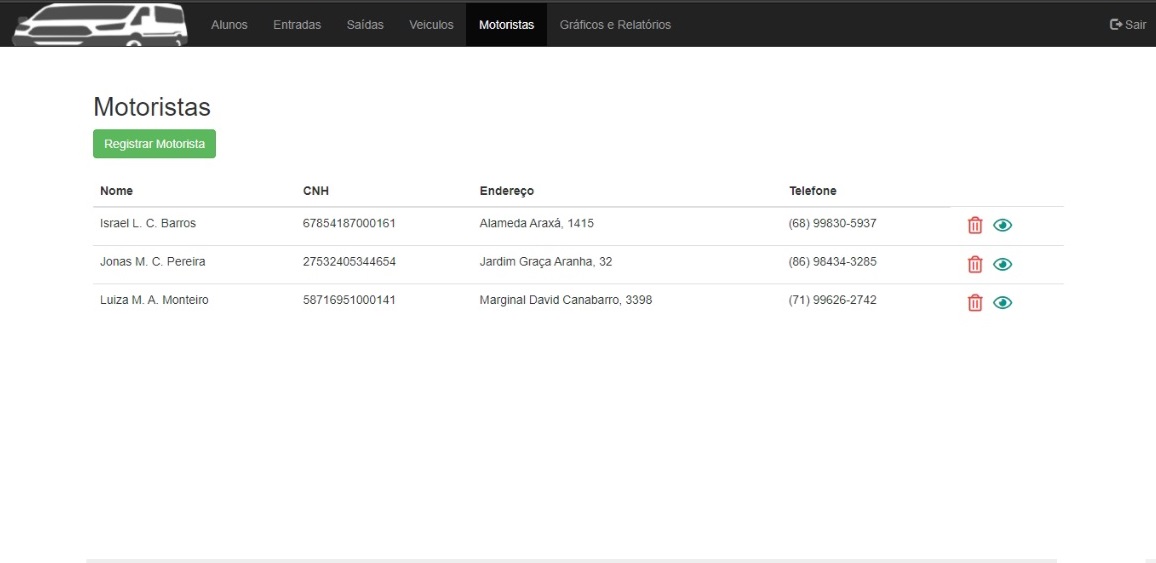 Alunos Entradas Saídas Veiculos Motoristas Gráficos e Relatórios Sair
Motoristas
Registrar Motorista
Nome CNH Endereço Telefone
Israel L. C. Barros 67854187000161 Alameda Araxá, 1415 (68) 99830-5937
Jonas M. C. Pereira 27532405344654 Jardim Graça Aranha, 32 (86) 98434-3285
Luiza M. A. Monteiro 58716951000141 Marginal David Canabarro, 3398 (71) 99626-2742